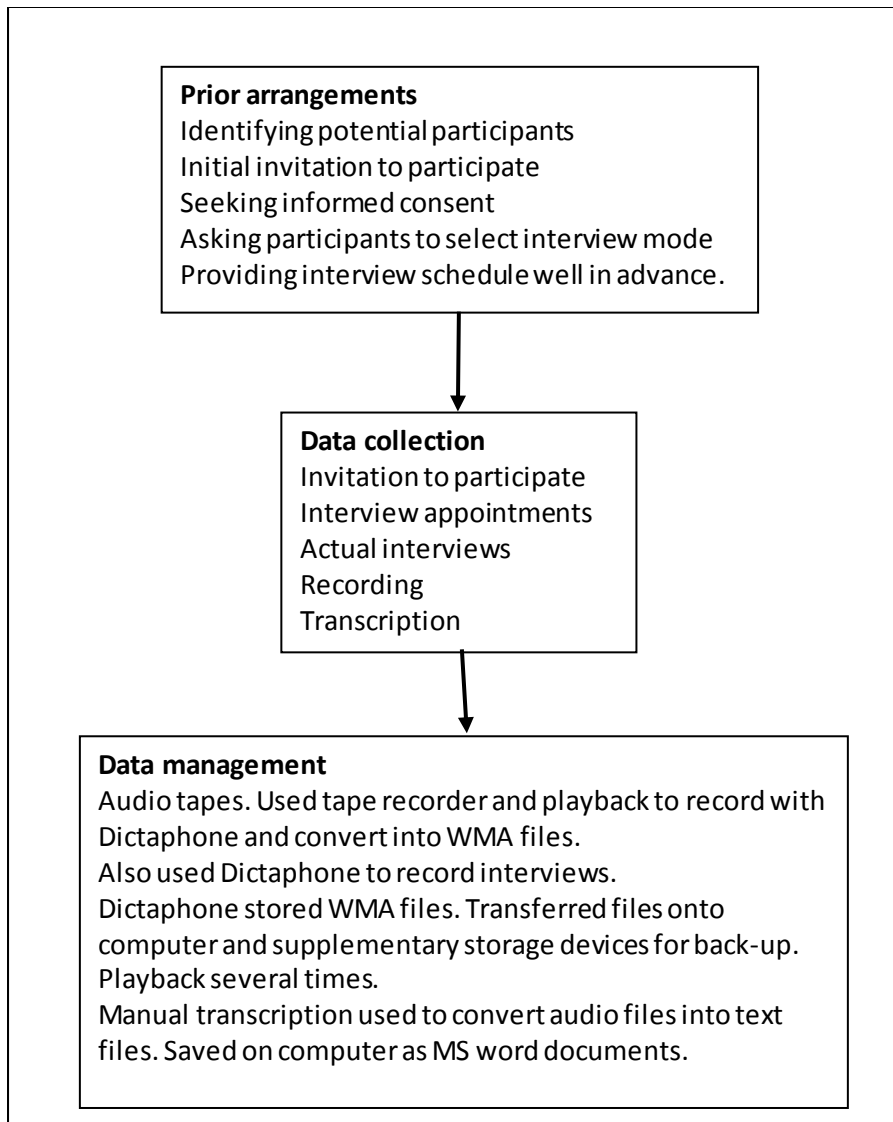 Prior arrangements
Identifying potential participants
Initial invitation to participate
Seeking informed consent
Asking participants to select interview mode
Providing interview schedule well in advance.
Data collection
Invitation to participate
Interview appointments
Actual interviews
Recording
Transcription
Data management
Audio tapes. Used tape recorder and playback to record with
Dictaphone and convert into WMA files.
Also used Dictaphone to record interviews.
Dictaphone stored WMA files. Transferred files onto
computer and supplementary storage devices for back-up.
Playback several times.
Manual transcription used to convert audio files into text
files. Saved on computer as MS word documents.